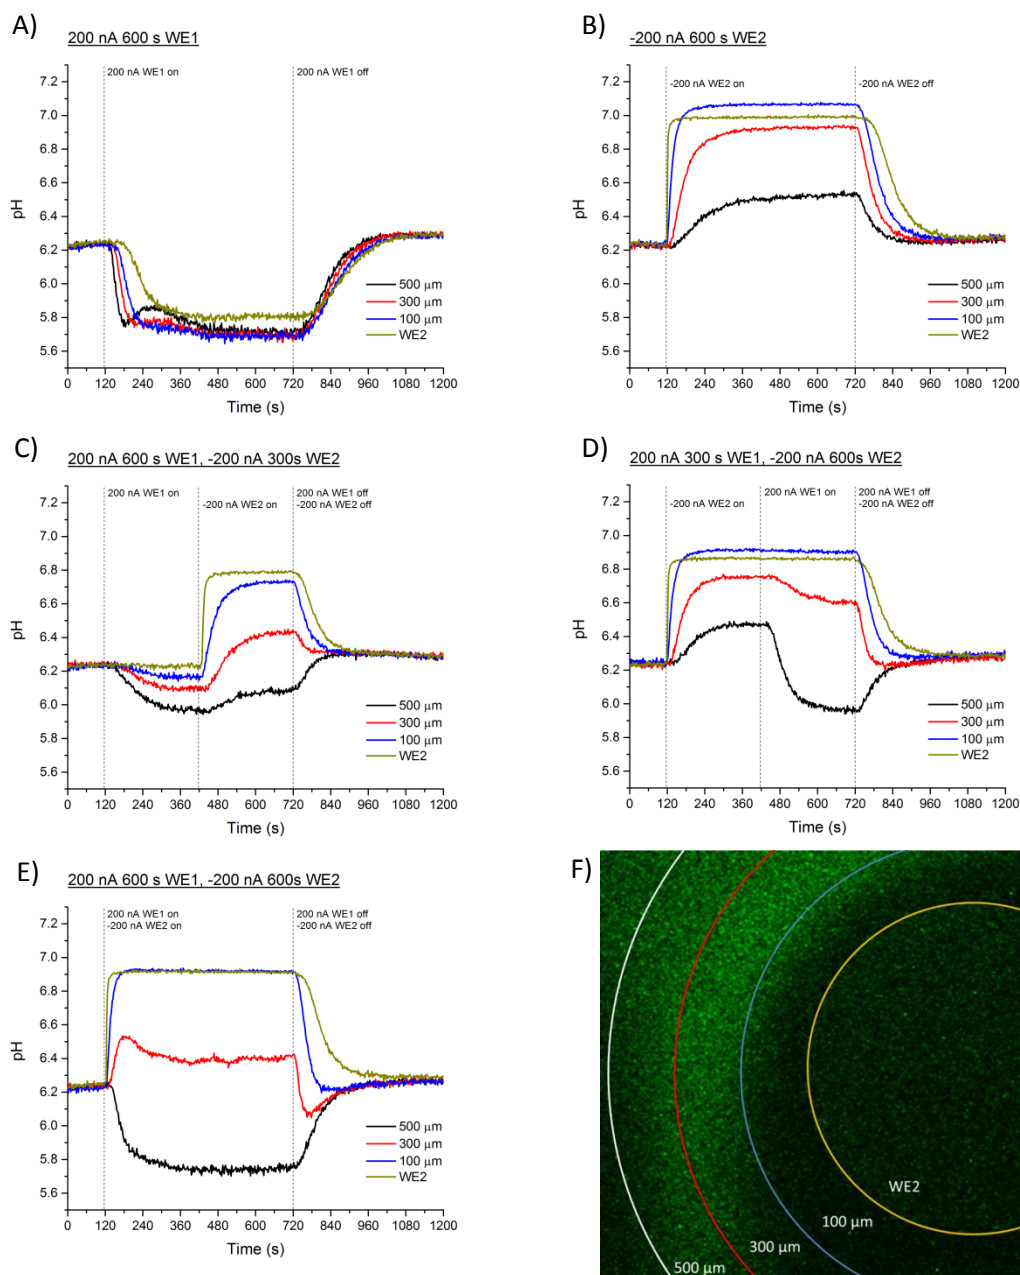 A)
200 nA 600 s WE1
200 nA WE1 on
200 nA WE1 off
7.2
7.0
6.8
6.6
6.4
6.2
6.0
5.8
5.6
pH
500 μm
300 μm
100 μm
WE2
0 120 240 360 480 600 720 840 960 1080 1200
Time (s)
B)
-200 nA 600 s WE2
-200 nA WE2 on
-200 nA WE2 off
7.2
7.0
6.8
6.6
6.4
6.2
6.0
5.8
5.6
pH
500 μm
300 μm
100 μm
WE2
0 120 240 360 480 600 720 840 960 1080 1200
Time (s)
C)
200 nA 600 s WE1, -200 nA 300s WE2
200 nA WE1 on
-200 nA WE2 on
200 nA WE1 off
-200 nA WE2 off
7.2
7.0
6.8
6.6
6.4
6.2
6.0
5.8
5.6
pH
500 μm
300 μm
100 μm
WE2
0 120 240 360 480 600 720 840 960 1080 1200
Time (s)
D)
200 nA 300 s WE1, -200 nA 600s WE2
-200 nA WE2 on
200 nA WE1 on
200 nA WE1 off
-200 nA WE2 off
7.2
7.0
6.8
6.6
6.4
6.2
6.0
5.8
5.6
pH
500 μm
300 μm
100 μm
WE2
0 120 240 360 480 600 720 840 960 1080 1200
Time (s)
E)
200 nA 600 s WE1, -200 nA 600s WE2
200 nA WE1 on
-200 nA WE2 on
200 nA WE1 off
-200 nA WE2 off
7.2
7.0
6.8
6.6
6.4
6.2
6.0
5.8
5.6
pH
500 μm
300 μm
100 μm
WE2
0 120 240 360 480 600 720 840 960 1080 1200
Time (s)
F)
WE2
100 μm
300 μm
500 μm